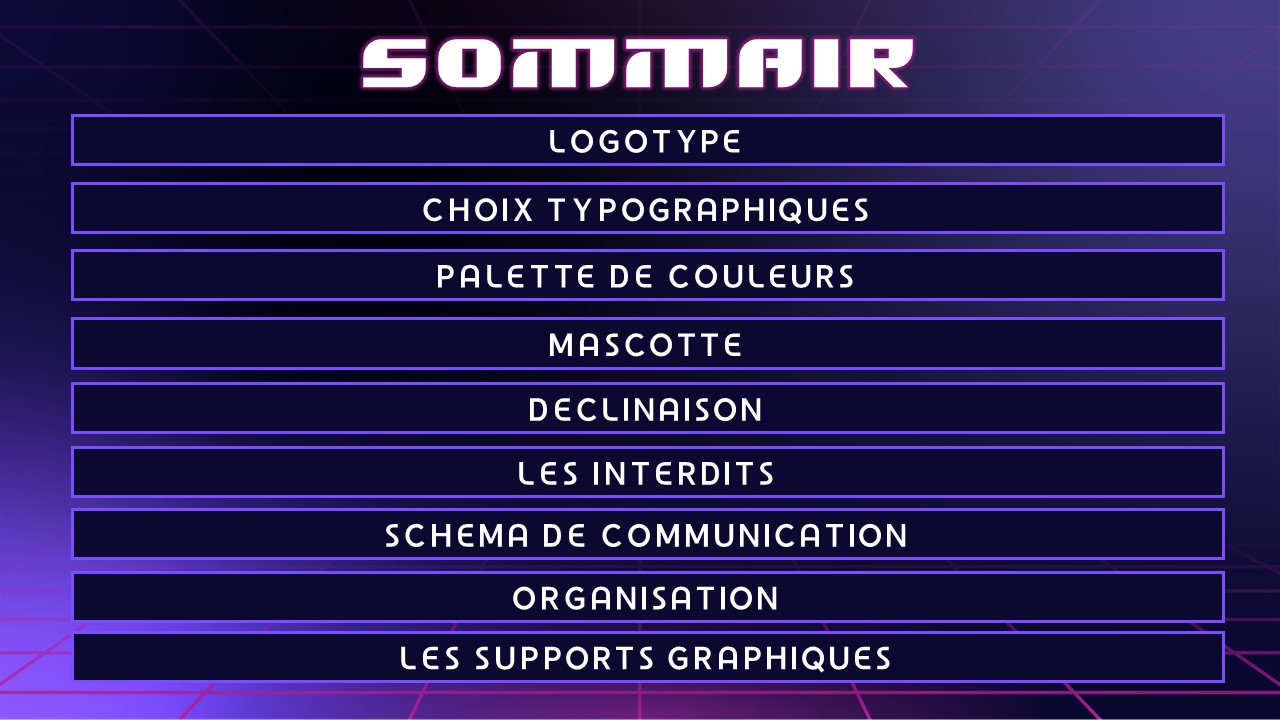 SOMMAIR
LOGOTYPE
CHOIX TYPOGRAPHIQUES
PALETTE DE COULEURS
MASCOTTE
DECLINAISON
LES INTERDITS
SCHEMA DE COMMUNICATION
ORGANISATION
LES SUPPORTS GRAPHIQUES